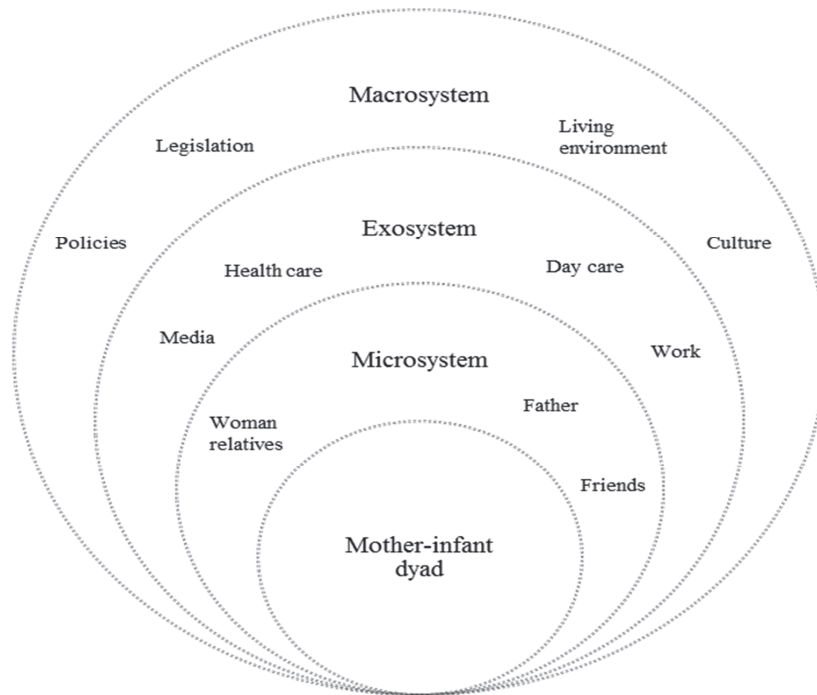 Macrosystem
Legislation
Living
environment
Policies
Culture
Exosystem
Health care
Day care
Media
Work
Microsystem
Father
Woman
relatives
Friends
Mother-infant
dyad